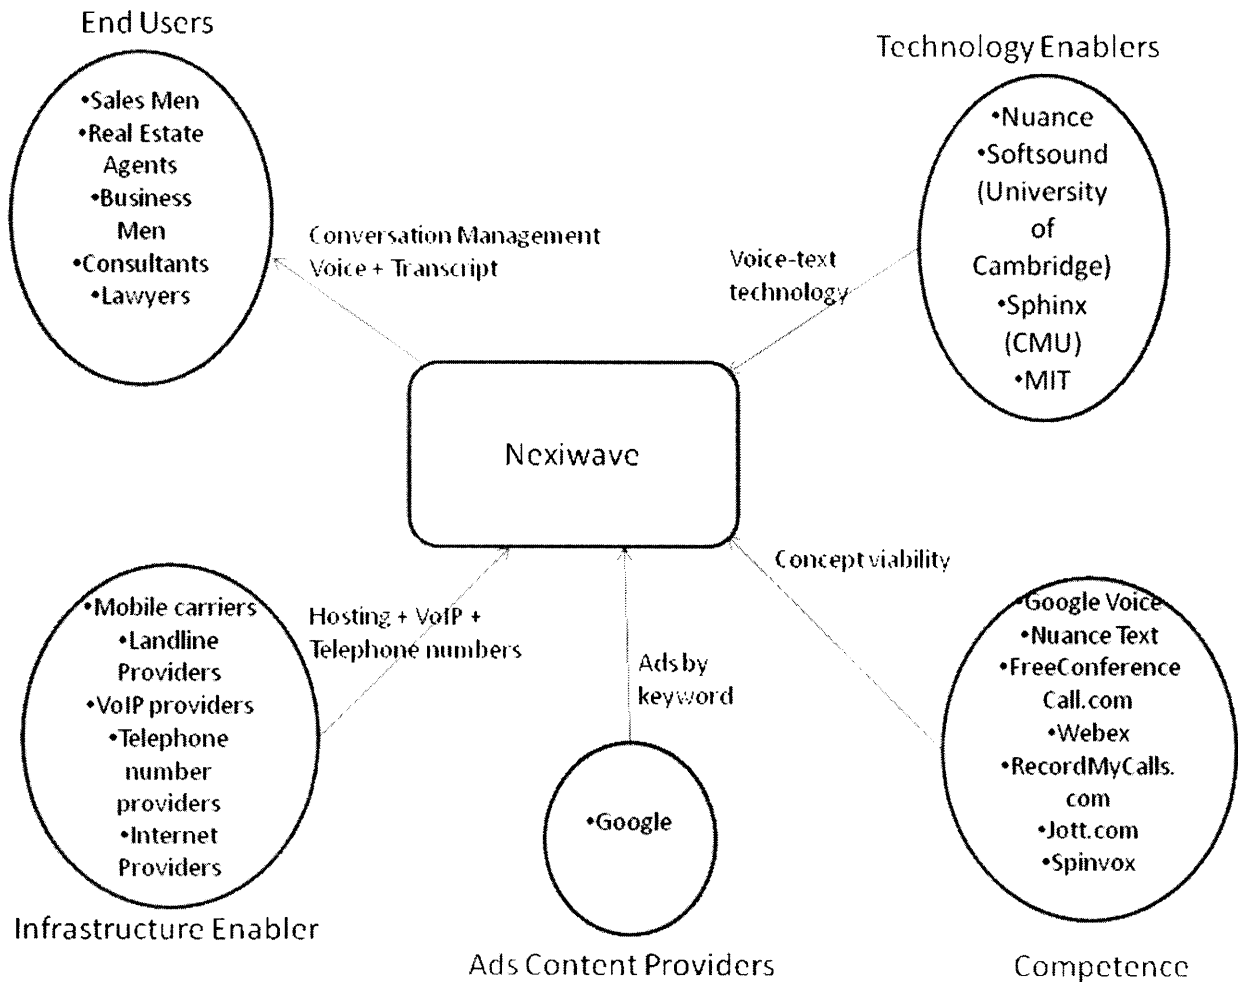 End Users
•Sales Men
•Real Estate
Agents
•Business
Men
•Consultants
•Lawyers
Technology Enablers
•Nuance
•Softsound
(University
of
Cambridge)
•Sphinx
(CMU)
•MIT
Conversation Management
Voice + Transcript
Voice-text
technology
Nexiwave
•Mobile carriers
•Landline
Providers
•VoIP providers
•Telephone
number
providers
•Internet
Providers
Infrastructure Enabler
Hosting + VoIP +
Telephone numbers
Ads by
keyword
•Google
Ads Content Providers
Concept viability
•Google Voice
•Nuance Text
•FreeConference
Call.com
•Webex
•RecordMyCalls.
com
•Jott.com
•Spinvox
Competence